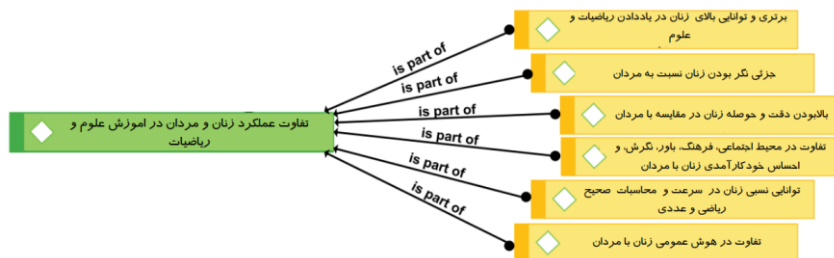 برتری و توانایی بالای زنان در یاددادن ریاضیات و
علوم
is part of
جزئی نگر بودن زنان نسبت به مردان
is part of
بالابودن دقت و حوصله زنان در مقایسه با مردان
is part of
تفاوت عملکرد زنان و مردان در اموزش علوم و
ریاضیات
تفاوت در محیط اجتماعی، فرهنگ، باور، نگرش، و
احساس خودکارآمدی زنان با مردان
is part of
توانایی نسبی زنان در سرعت و محاسبات صحیح
ریاضی و عددی
is part of
تفاوت در هوش عمومی زنان با مردان
is part of